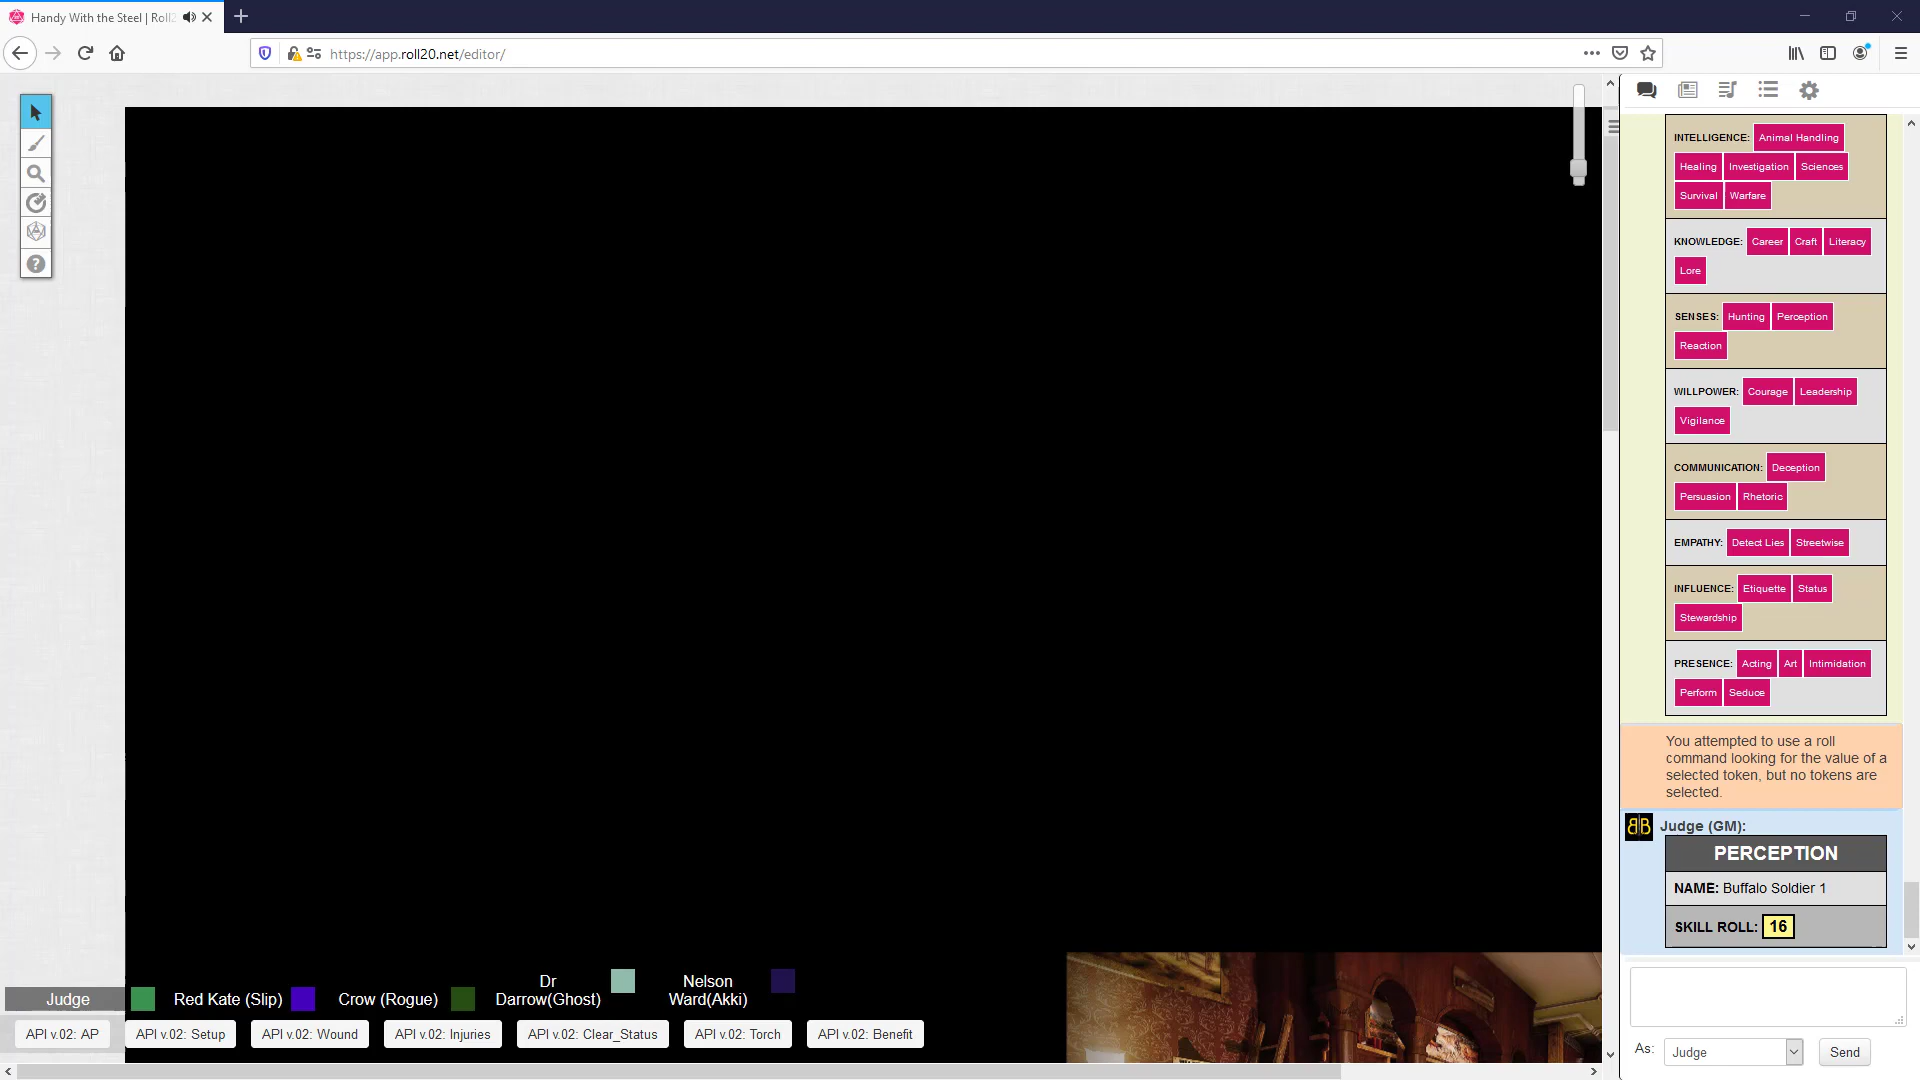 Handy With the Steel | Roll2
https://app.roll20.net/editor/
INTELLIGENCE: Animal Handling
Healing Investigation Sciences
Survival Warfare
KNOWLEDGE: Career Craft Literacy
Lore
SENSES: Hunting Perception
Reaction
WILLPOWER: Courage Leadership
Vigilance
COMMUNICATION: Deception
Persuasion Rhetoric
EMPATHY: Detect Lies Streetwise
INFLUENCE: Etiquette Status
Stewardship
PRESENCE: Acting Art Intimidation
Perform Seduce
You attempted to use a roll
command looking for the value of a
selected token, but no tokens are
selected.
Judge (GM):
PERCEPTION
NAME: Buffalo Soldier 1
SKILL ROLL: 16
As: Judge Send
Judge
Red Kate (Slip)
Crow (Rogue)
Dr
Darrow(Ghost)
Nelson
Ward(Akki)
API v.02: AP API v.02: Setup API v.02: Wound API v.02: Injuries API v.02: Clear_Status API v.02: Torch API v.02: Benefit